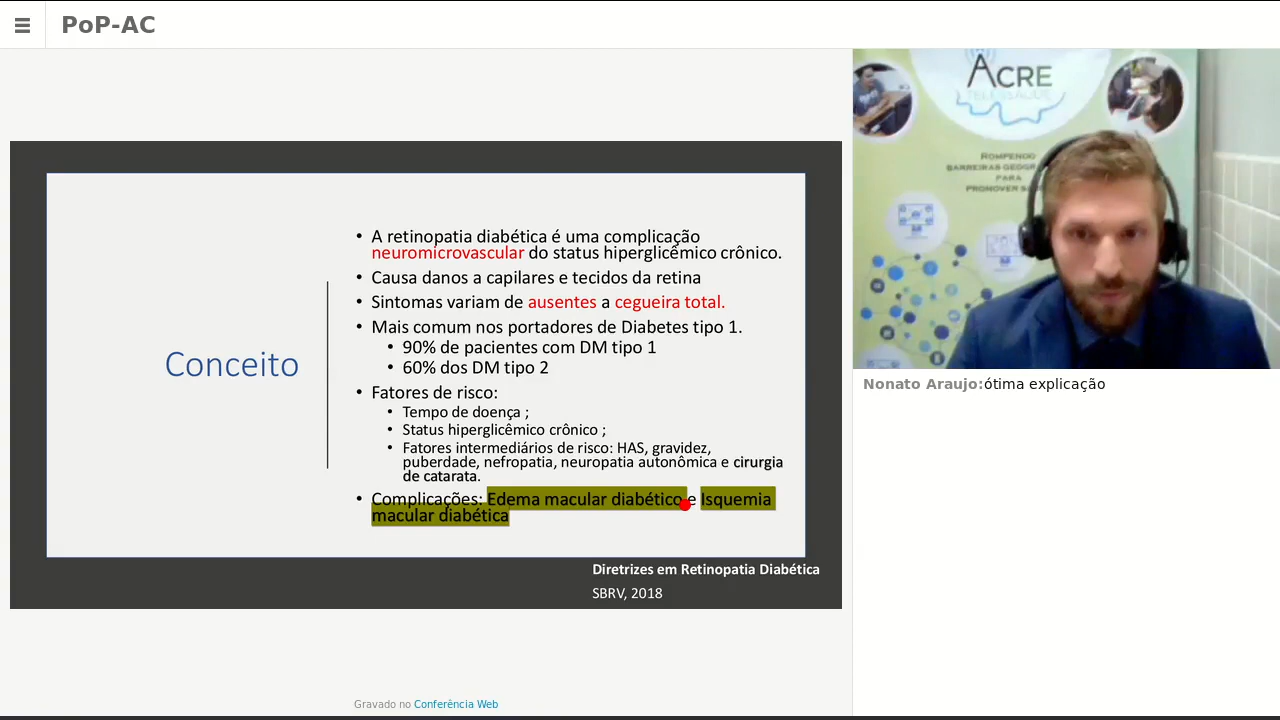 PoP-AC
Conceito
• A retinopatia diabética é uma complicação
neuromicrovascular do status hiperglicêmico crônico.
• Causa danos a capilares e tecidos da retina
• Sintomas variam de ausentes a cegueira total.
• Mais comum nos portadores de Diabetes tipo 1.
• 90% de pacientes com DM tipo 1
• 60% dos DM tipo 2
• Fatores de risco:
• Tempo de doença ;
• Status hiperglicêmico crônico ;
• Fatores intermediários de risco: HAS, gravidez,
puberdade, nefropatia, neuropatia autonômica e cirurgia
de catarata.
• Complicações: Edema macular diabético e Isquemia
macular diabética
Diretrizes em Retinopatia Diabética
SBRV, 2018
Gravado no Conferência Web
ACRE
TELESSAÚDE
ROMPENDO
BARREIRAS
PARA
PROMOVER
Nonato Araujo:ótima explicação